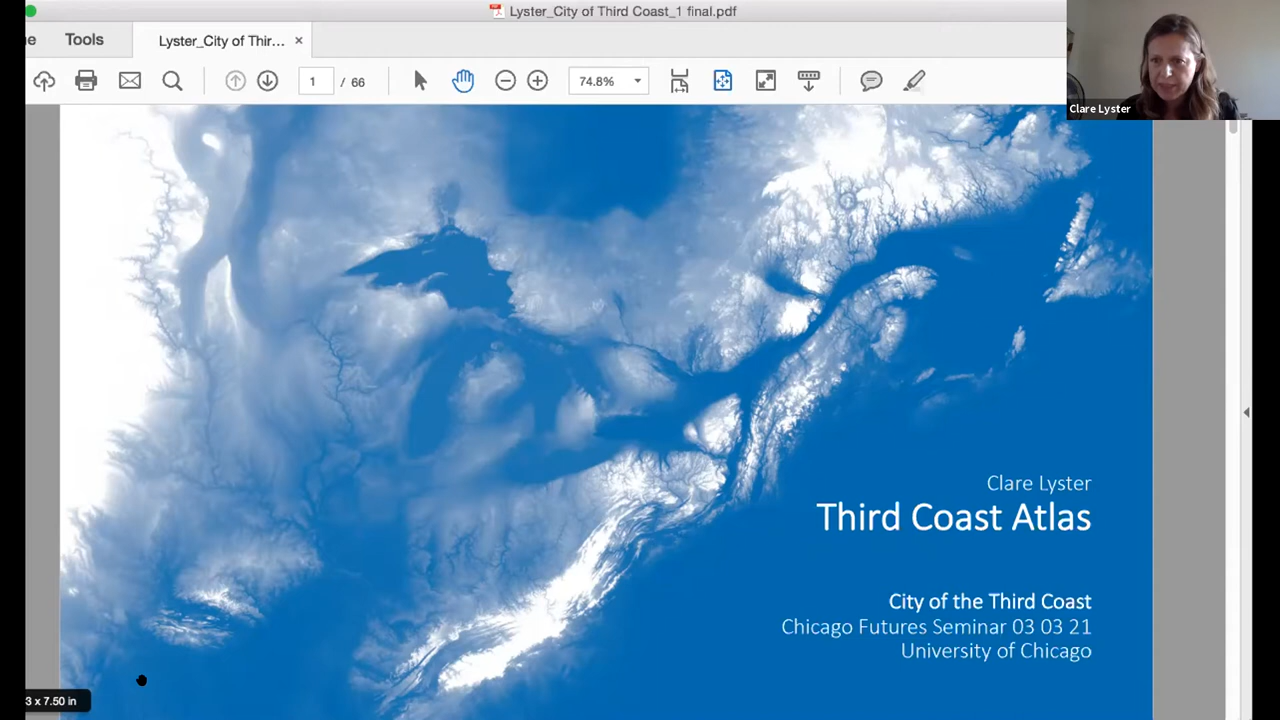 Lyster_City of Third Coast_1 final.pdf
Tools
Lyster_City of Thir...
1 / 66
74.8%
Clare Lyster
Clare Lyster
Third Coast Atlas
City of the Third Coast
Chicago Futures Seminar 03 03 21
University of Chicago
3 x 7.50 in